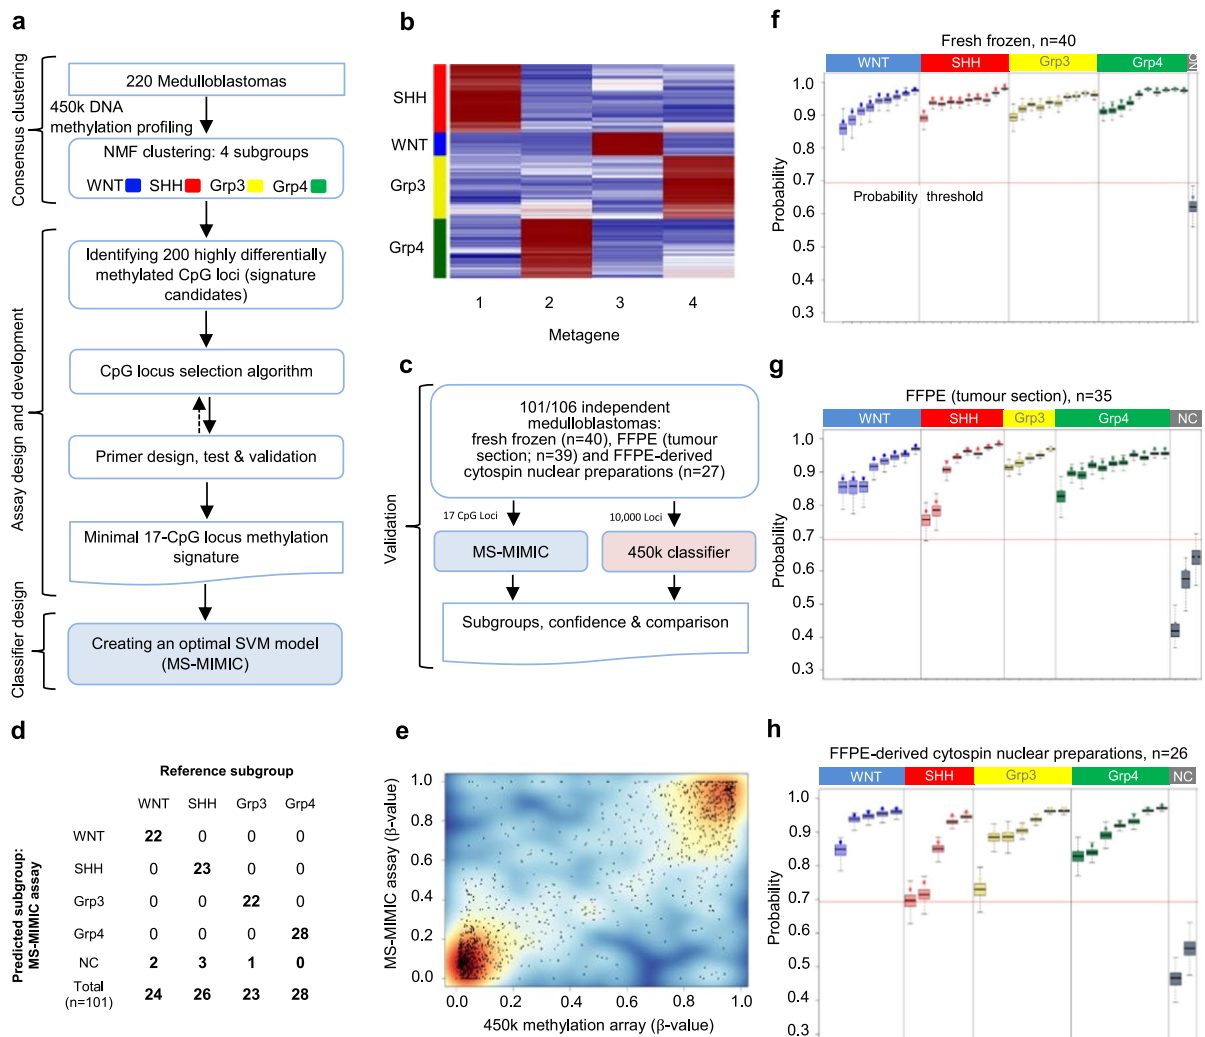 a
Consensus clustering
220 Medulloblastomas
450k DNA
methylation profiling
NMF clustering: 4 subgroups
WNT SHH Grp3 Grp4
Assay design and development
Identifying 200 highly differentially
methylated CpG loci (signature
candidates)
CpG locus selection algorithm
Primer design, test & validation
Minimal 17-CpG locus methylation
signature
Classifier design
Creating an optimal SVM model
(MS-MIMIC)
b
SHH
WNT
Grp3
Grp4
1 2 3 4
Metagene
c
Validation
101/106 independent
medulloblastomas:
fresh frozen (n=40), FFPE (tumour
section; n=39) and FFPE-derived
cytospin nuclear preparations (n=27)
17 CpG Loci
10,000 Loci
MS-MIMIC
450k classifier
Subgroups, confidence & comparison
d
Reference subgroup
WNT SHH Grp3 Grp4
Predicted subgroup:
MS-MIMIC assay
WNT 22 0 0 0
SHH 0 23 0 0
Grp3 0 0 22 0
Grp4 0 0 0 28
NC 2 3 1 0
Total
(n=101)
24 26 23 28
e
MS-MIMIC assay (β-value)
1.0
0.8
0.6
0.4
0.2
0.0
0.0 0.2 0.4 0.6 0.8 1.0
450k methylation array (β-value)
f
Fresh frozen, n=40
WNT SHH Grp3 Grp4 NC
Probability
1.0
0.9
0.8
0.7
0.6
0.5
0.4
0.3
Probability threshold
g
FFPE (tumour section), n=35
WNT SHH Grp3 Grp4 NC
Probability
1.0
0.9
0.8
0.7
0.6
0.5
0.4
0.3
h
FFPE-derived cytospin nuclear preparations, n=26
WNT SHH Grp3 Grp4 NC
Probability
1.0
0.9
0.8
0.7
0.6
0.5
0.4
0.3